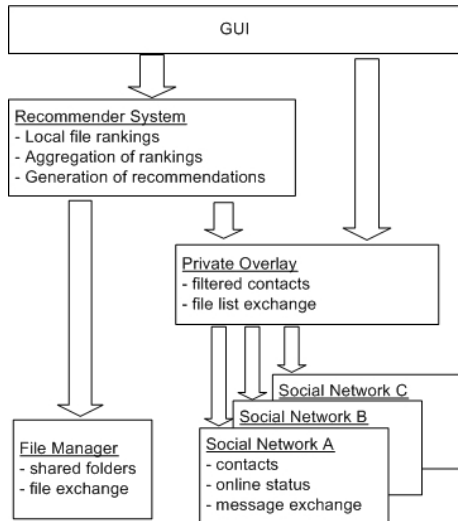 GUI
Recommender System
- Local file rankings
- Aggregation of rankings
- Generation of recommendations
Private Overlay
- filtered contacts
- file list exchange
Social Network C
Social Network B
Social Network A
- contacts
- online status
- message exchange
File Manager
- shared folders
- file exchange